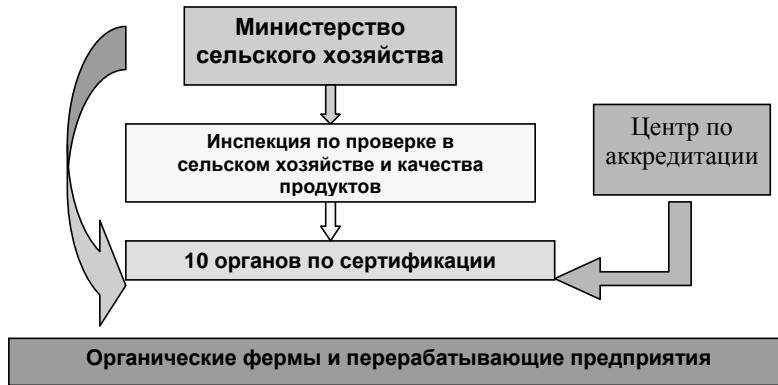 Министерство
сельского хозяйства
Инспекция по проверке в
сельском хозяйстве и качества
продуктов
Центр по
аккредитации
10 органов по сертификации
Органические фермы и перерабатывающие предприятия